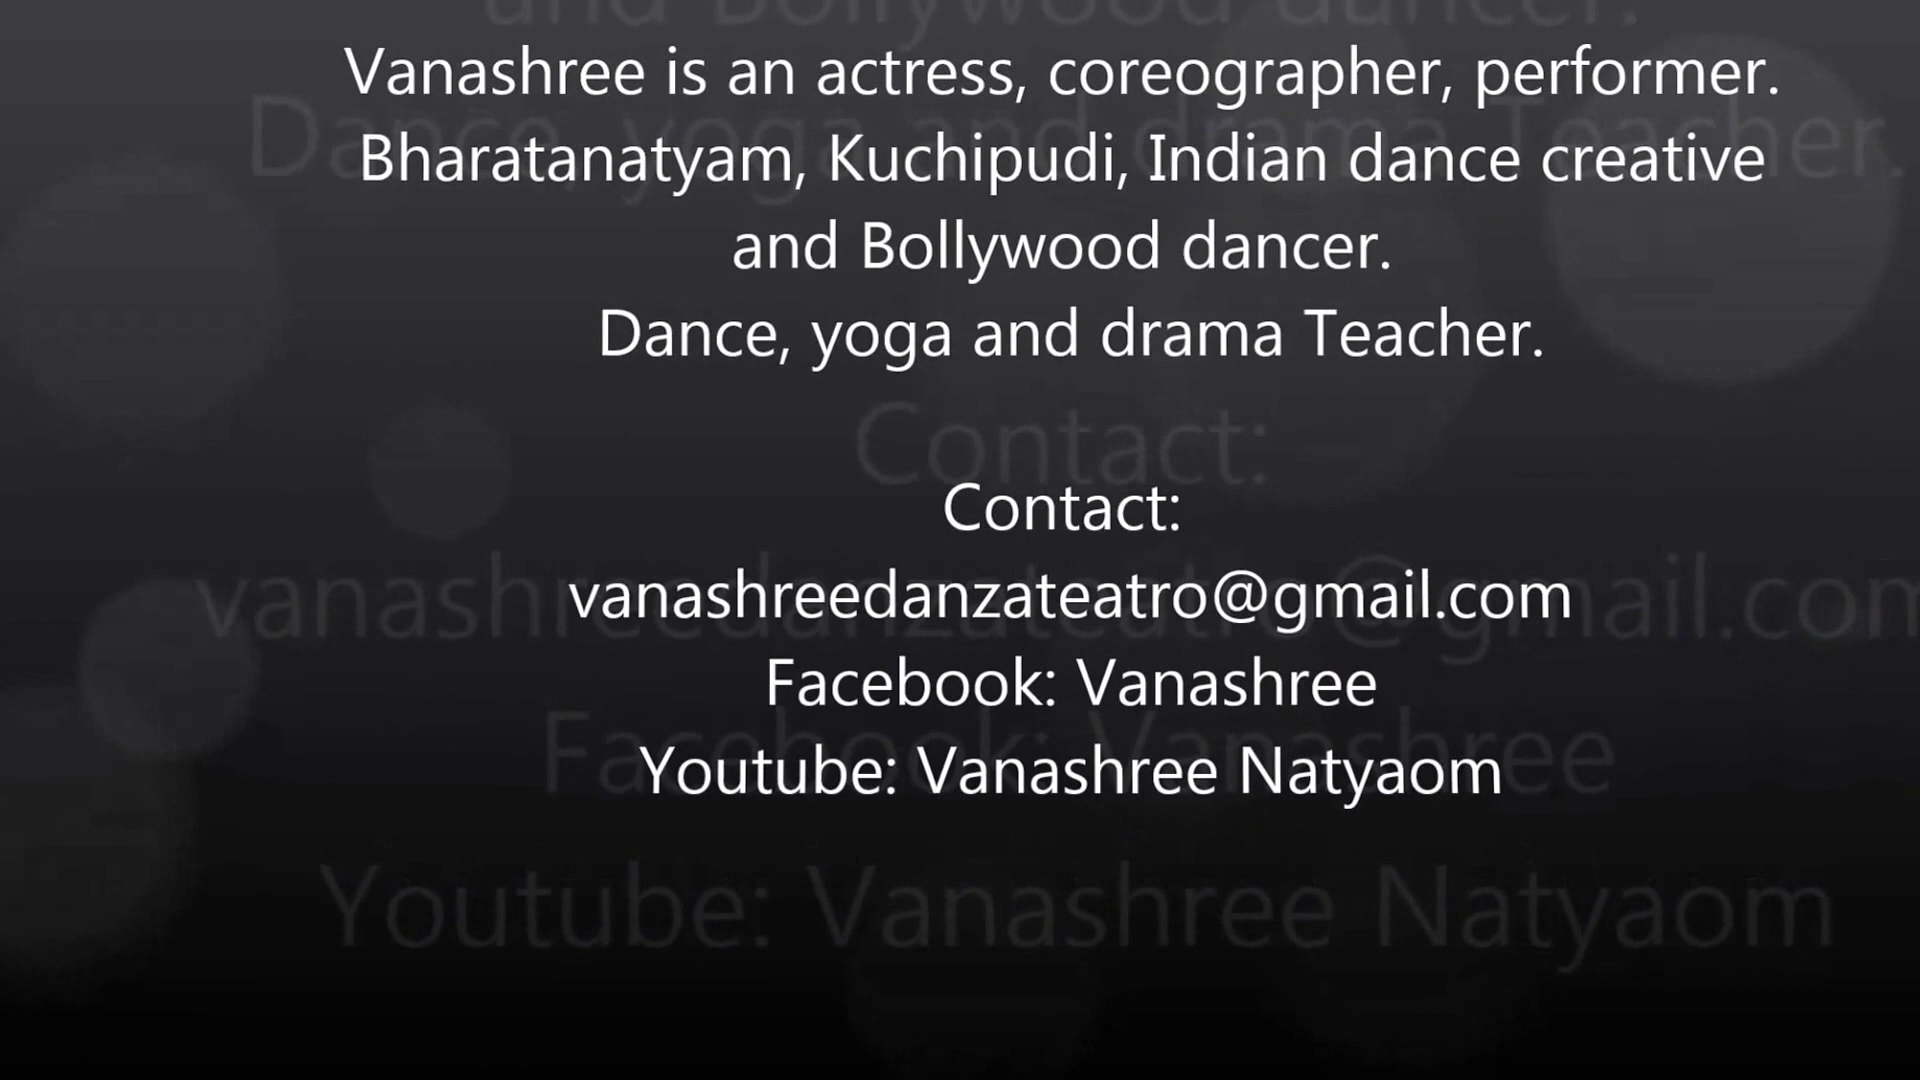 Vanashree is an actress, coreographer, performer.
Bharatanatyam, Kuchipudi, Indian dance creative
and Bollywood dancer.
Dance, yoga and drama Teacher.
Contact:
vanashreedanzateatro@gmail.com
Facebook: Vanashree
Youtube: Vanashree Natyaom